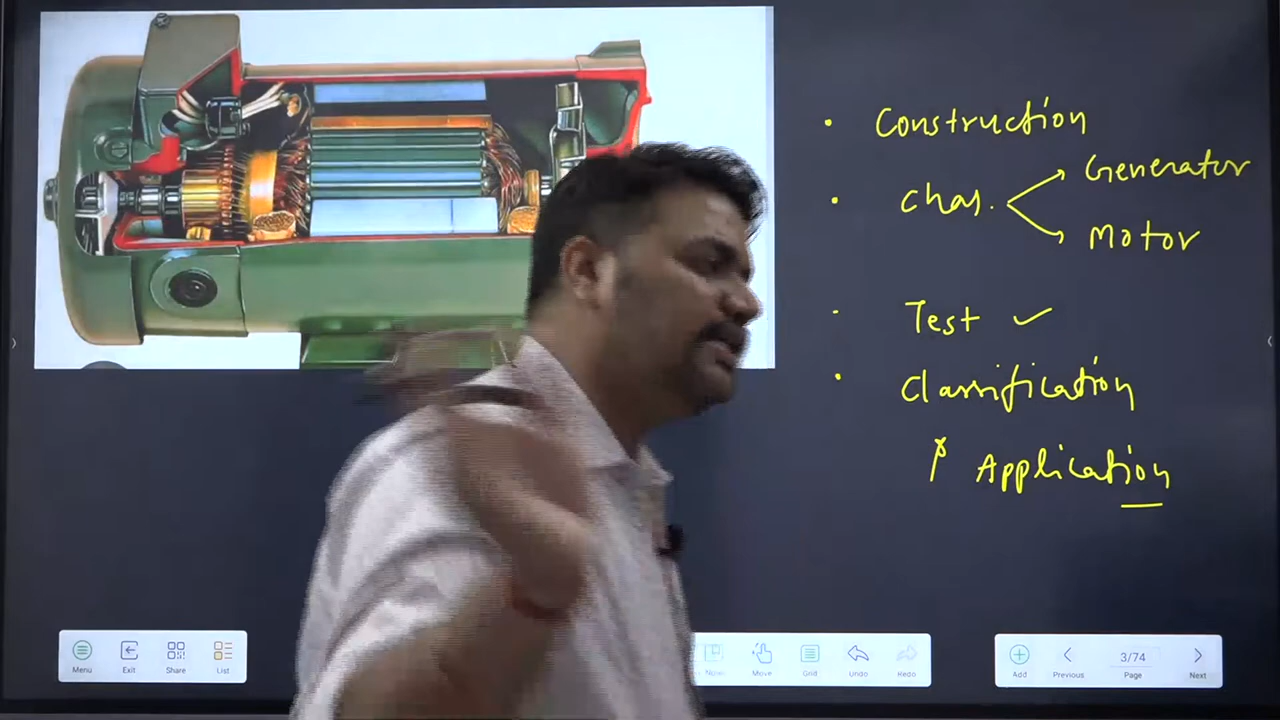 • Construction
Generator
• Char.
Motor
• Test ✓
• Classification
Application
Menu Exit Share List
Move Grid Undo Redo
Add Previous 3/74 Page Next